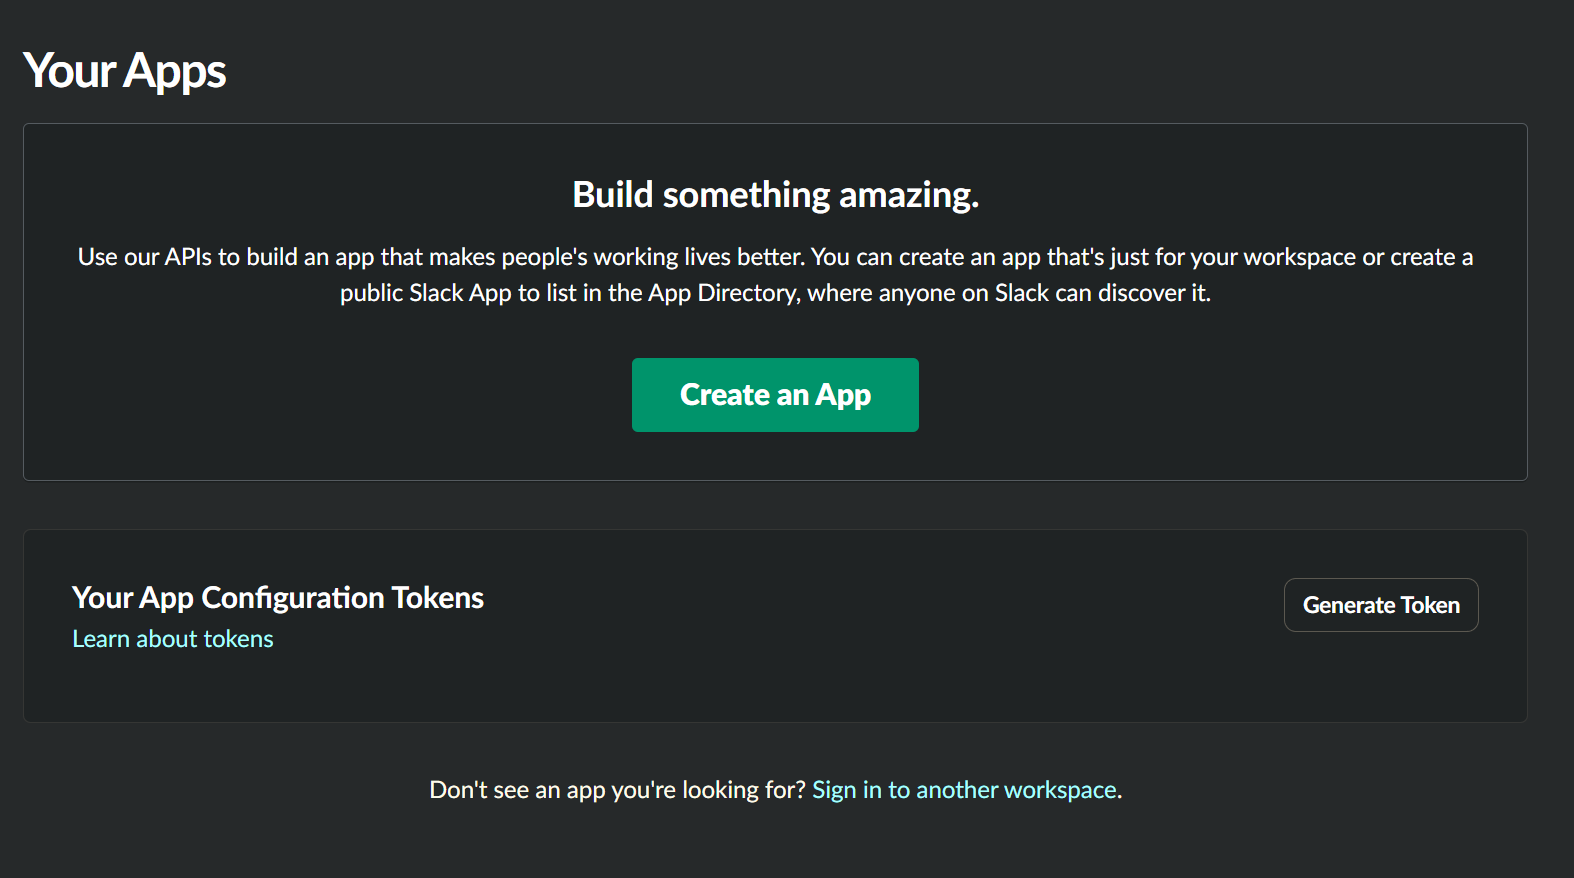 Your Apps
Build something amazing.
Use our APIs to build an app that makes people's working lives better. You can create an app that's just for your workspace or create a
public Slack App to list in the App Directory, where anyone on Slack can discover it.
Create an App
Your App Configuration Tokens
Generate Token
Learn about tokens
Don't see an app you're looking for? Sign in to another workspace.